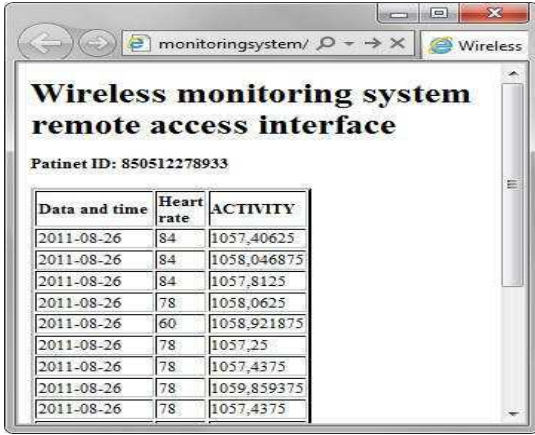 monitoringsystem/
Wireless
Wireless monitoring system
remote access interface
Patinet ID: 850512278933
Data and time Heart rate ACTIVITY
2011-08-26 84 1057,40625
2011-08-26 84 1058,046875
2011-08-26 84 1057,8125
2011-08-26 78 1058,0625
2011-08-26 60 1058,921875
2011-08-26 78 1057,25
2011-08-26 78 1057,4375
2011-08-26 78 1059,859375
2011-08-26 78 1057,4375